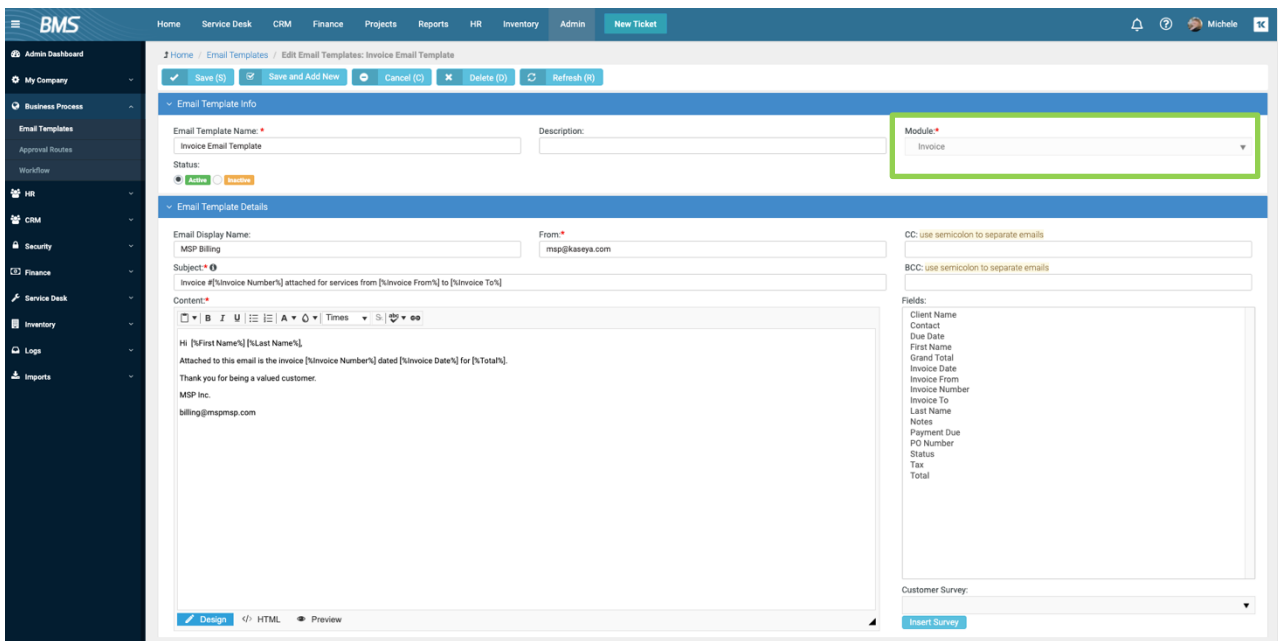 BMS
Home Service Desk CRM Finance Projects Reports HR Inventory Admin New Ticket
Michele
Admin Dashboard
My Company
Business Process
Email Templates
Approval Routes
Workflow
HR
CRM
Security
Finance
Service Desk
Inventory
Logs
Imports
Home / Email Templates / Edit Email Templates: Invoice Email Template
Save (S) Save and Add New Cancel (C) Delete (D) Refresh (R)
Email Template Info
Email Template Name: * Description: Module:*
Invoice Email Template Invoice
Status:
Active Inactive
Email Template Details
Email Display Name: From:* CC: use semicolon to separate emails
MSP Billing msp@kaseya.com
Subject:* BCC: use semicolon to separate emails
Invoice #[%Invoice Number%] attached for services from [%Invoice From%] to [%Invoice To%]
Content:* Fields:
B I U A Times S abc
Hi [%First Name%] [%Last Name%],
Attached to this email is the invoice [%Invoice Number%] dated [%Invoice Date%] for [%Total%].
Thank you for being a valued customer.
MSP Inc.
billing@mspmsp.com
Client Name
Contact
Due Date
First Name
Grand Total
Invoice Date
Invoice From
Invoice Number
Invoice To
Last Name
Notes
Payment Due
PO Number
Status
Tax
Total
Customer Survey:
Insert Survey
Design </> HTML Preview